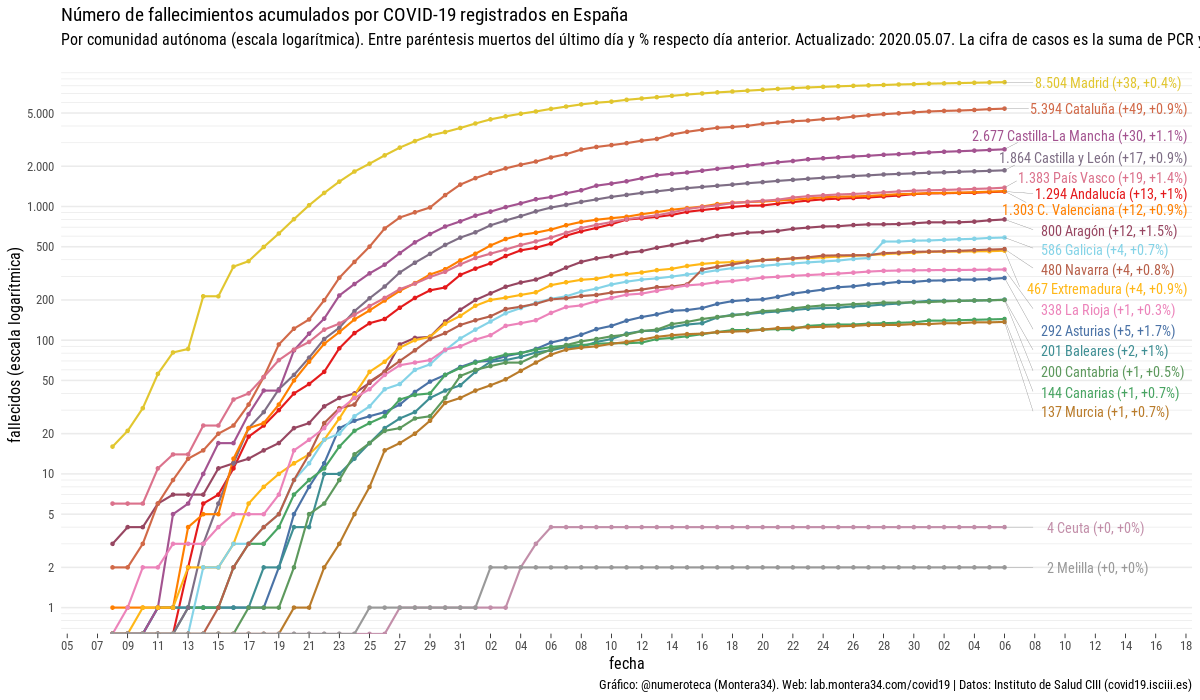 Número de fallecimientos acumulados por COVID-19 registrados en España
Por comunidad autónoma (escala logarítmica). Entre paréntesis muertos del último día y % respecto día anterior. Actualizado: 2020.05.07. La cifra de casos es la suma de PCR y
fallecidos (escala logarítmica)
5.000
2.000
1.000
500
200
100
50
20
10
5
2
1
8.504 Madrid (+38, +0.4%)
5.394 Cataluña (+49, +0.9%)
2.677 Castilla-La Mancha (+30, +1.1%)
1.864 Castilla y León (+17, +0.9%)
1.383 País Vasco (+19, +1.4%)
1.294 Andalucía (+13, +1%)
1.303 C. Valenciana (+12, +0.9%)
800 Aragón (+12, +1.5%)
586 Galicia (+4, +0.7%)
480 Navarra (+4, +0.8%)
467 Extremadura (+4, +0.9%)
338 La Rioja (+1, +0.3%)
292 Asturias (+5, +1.7%)
201 Baleares (+2, +1%)
200 Cantabria (+1, +0.5%)
144 Canarias (+1, +0.7%)
137 Murcia (+1, +0.7%)
4 Ceuta (+0, +0%)
2 Melilla (+0, +0%)
05 07 09 11 13 15 17 19 21 23 25 27 29 31 02 04 06 08 10 12 14 16 18 20 22 24 26 28 30 02 04 06 08 10 12 14 16 18
fecha
Gráfico: @numeroteca (Montera34). Web: lab.montera34.com/covid19 | Datos: Instituto de Salud CIII (covid19.isciii.es)